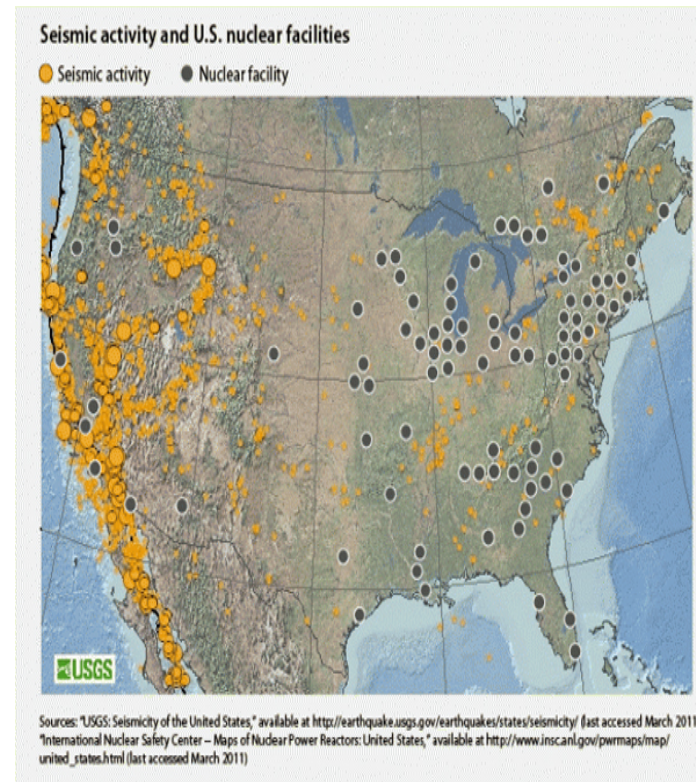 Seismic activity and U.S. nuclear facilities
Seismic activity Nuclear facility
USGS
Sources: "USGS: Seismicity of the United States," available at http://earthquake.usgs.gov/earthquakes/states/seismicity/ (last accessed March 2011
"International Nuclear Safety Center – Maps of Nuclear Power Reactors: United States," available at http://www.insc.anl.gov/pwrmaps/map/
united_states.html (last accessed March 2011)